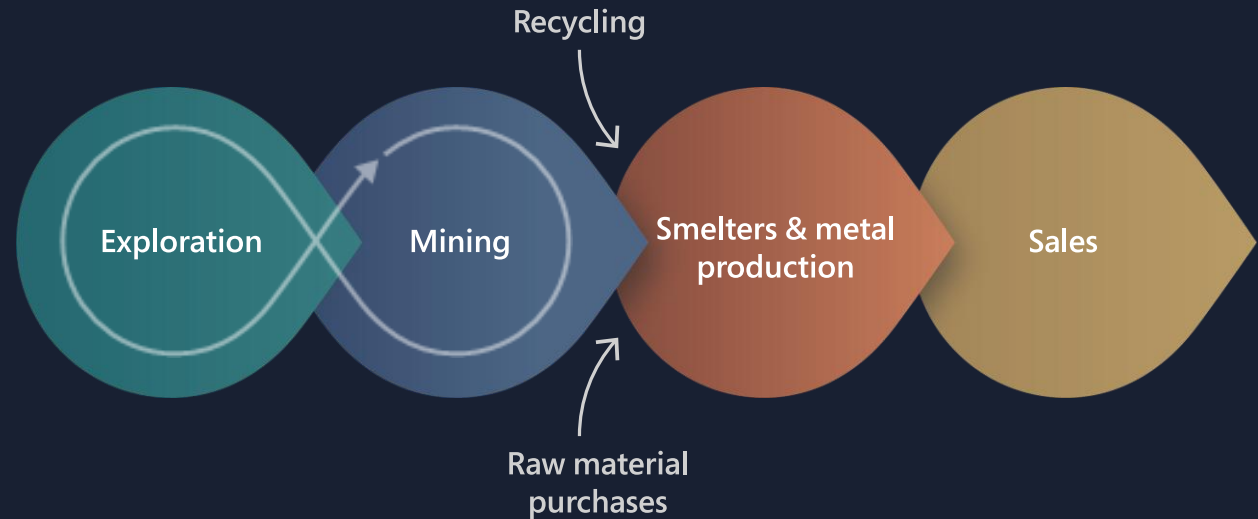 Recycling
Exploration
Mining
Smelters & metal
production
Sales
Raw material
purchases